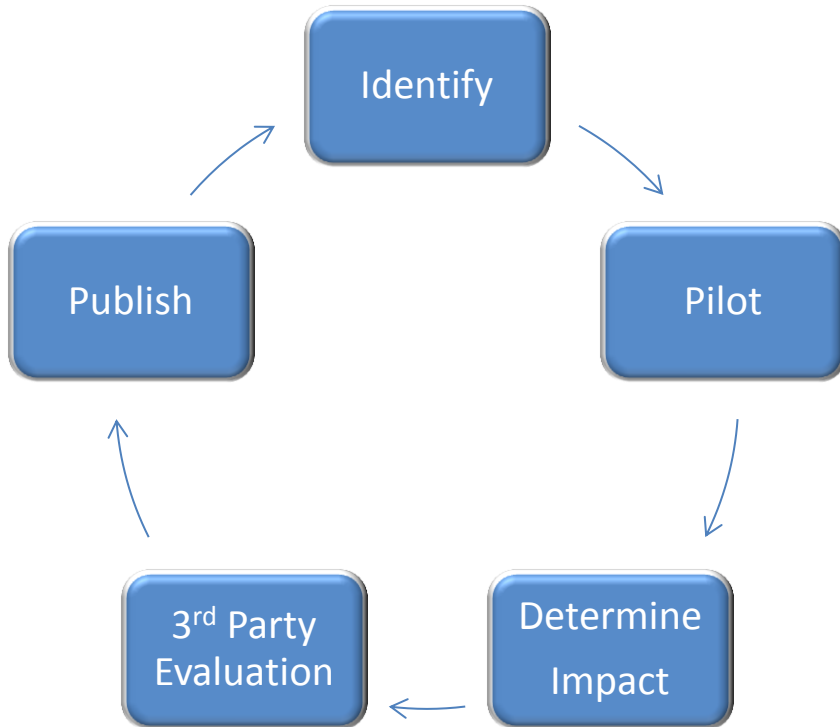 Identify
Pilot
Determine
Impact
3rd Party
Evaluation
Publish